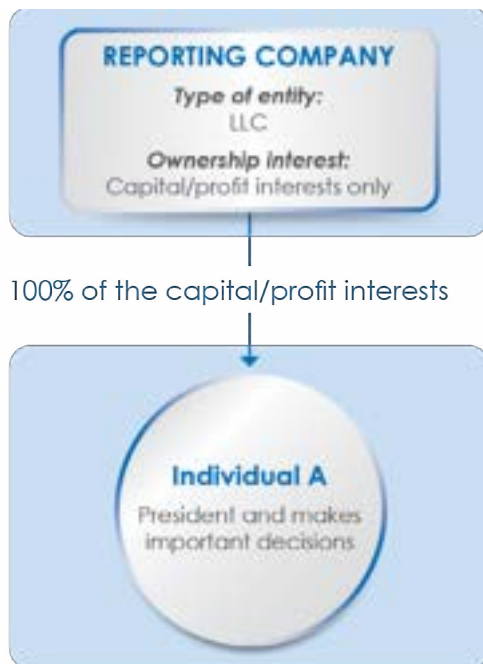 REPORTING COMPANY
Type of entity:
LLC
Ownership interest:
Capital/profit interests only
100% of the capital/profit interests
Individual A
President and makes
important decisions